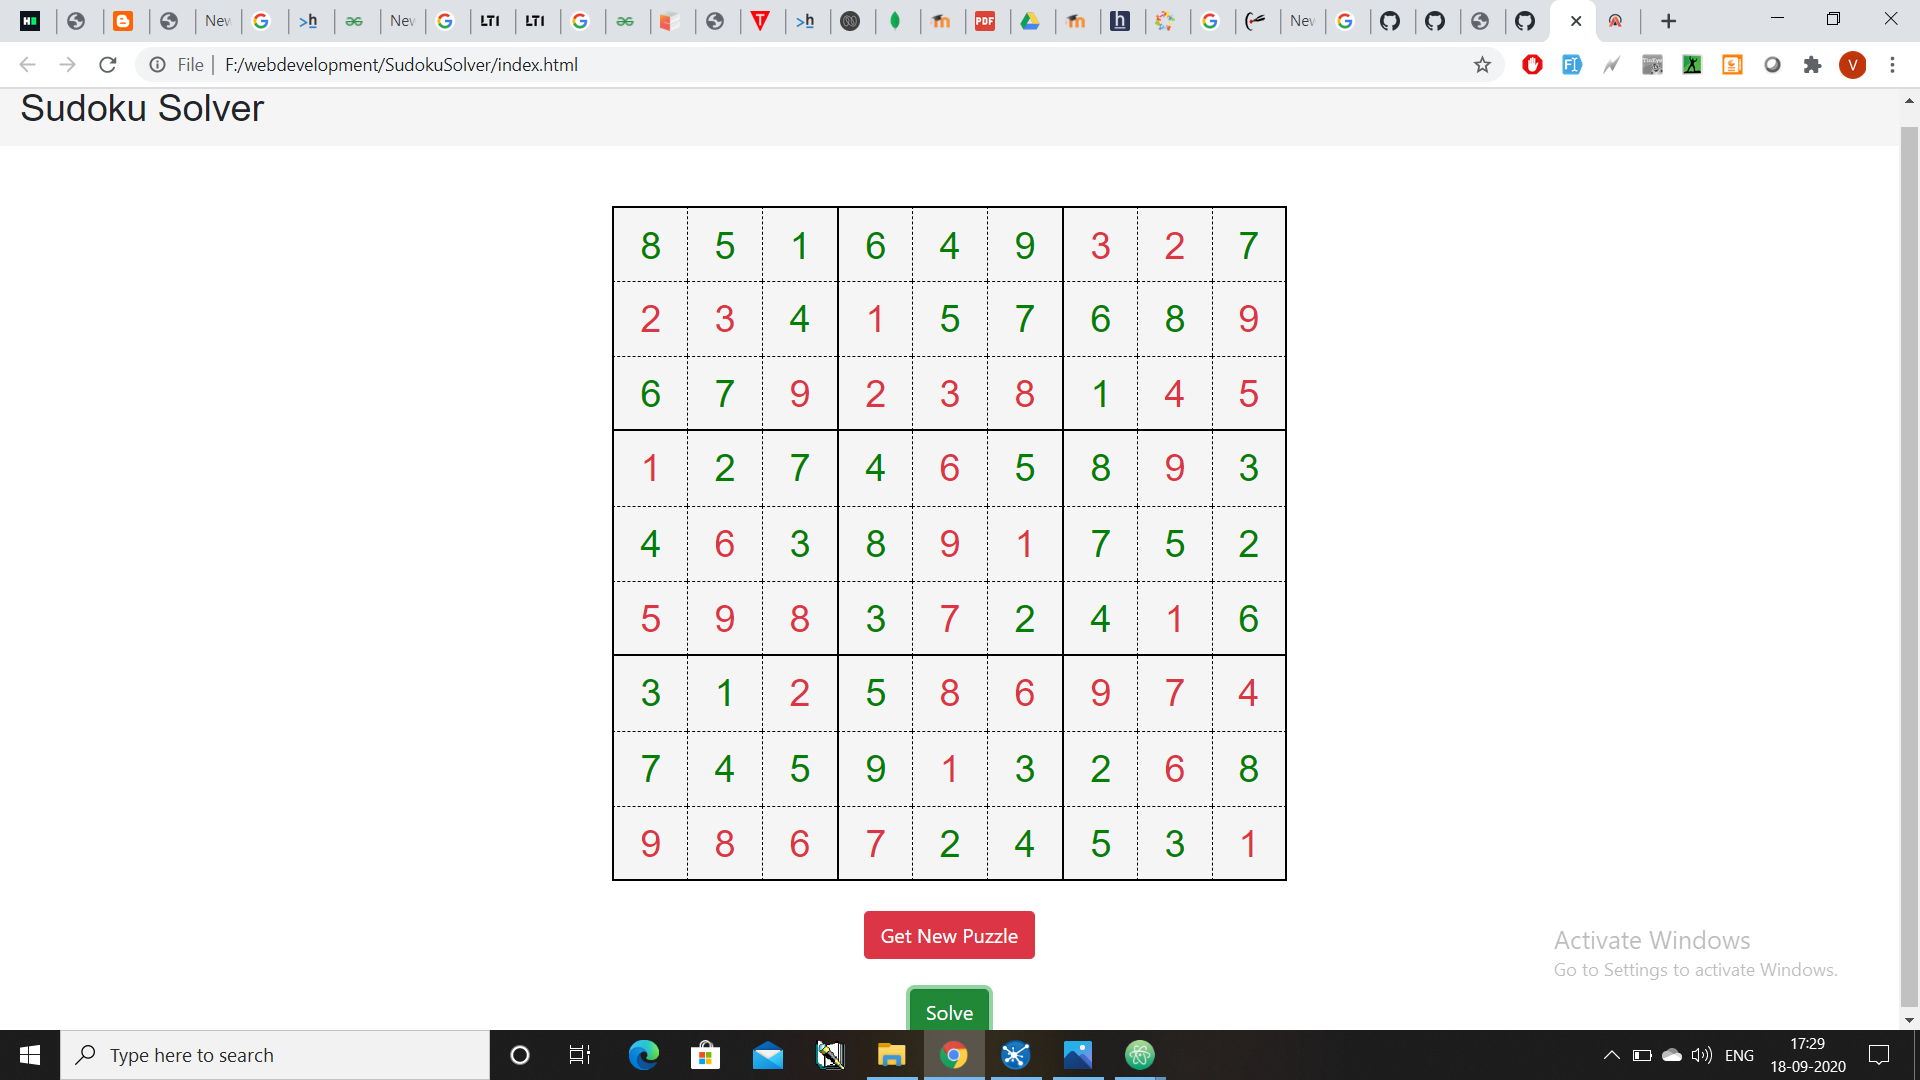 New
>h
New
LTI
LTI
T
>h
PDF
h
New
File
F:/webdevelopment/SudokuSolver/index.html
V
Sudoku Solver
8 5 1 6 4 9 3 2 7
2 3 4 1 5 7 6 8 9
6 7 9 2 3 8 1 4 5
1 2 7 4 6 5 8 9 3
4 6 3 8 9 1 7 5 2
5 9 8 3 7 2 4 1 6
3 1 2 5 8 6 9 7 4
7 4 5 9 1 3 2 6 8
9 8 6 7 2 4 5 3 1
Get New Puzzle
Solve
Activate Windows
Go to Settings to activate Windows.
Type here to search
ENG
17:29
18-09-2020